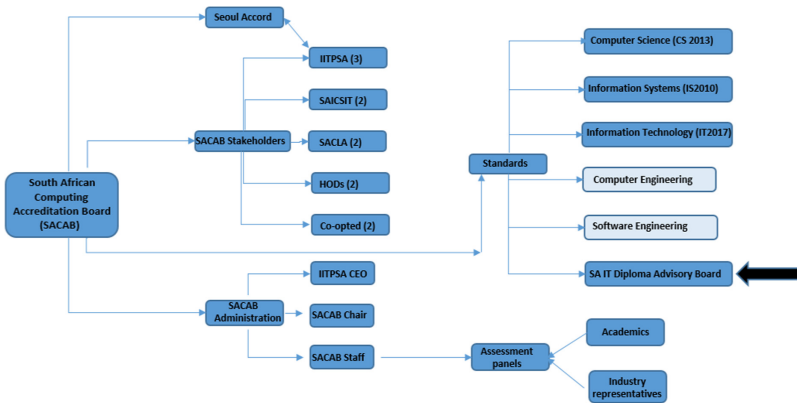 South African
Computing
Accreditation Board
(SACAB)
Seoul Accord
IITPSA (3)
SAICSIT (2)
SACAB Stakeholders
SACLA (2)
HODs (2)
Co-opted (2)
SACAB
Administration
IITPSA CEO
SACAB Chair
SACAB Staff
Standards
Computer Science (CS 2013)
Information Systems (IS2010)
Information Technology (IT2017)
Computer Engineering
Software Engineering
SA IT Diploma Advisory Board
Assessment
panels
Academics
Industry
representatives